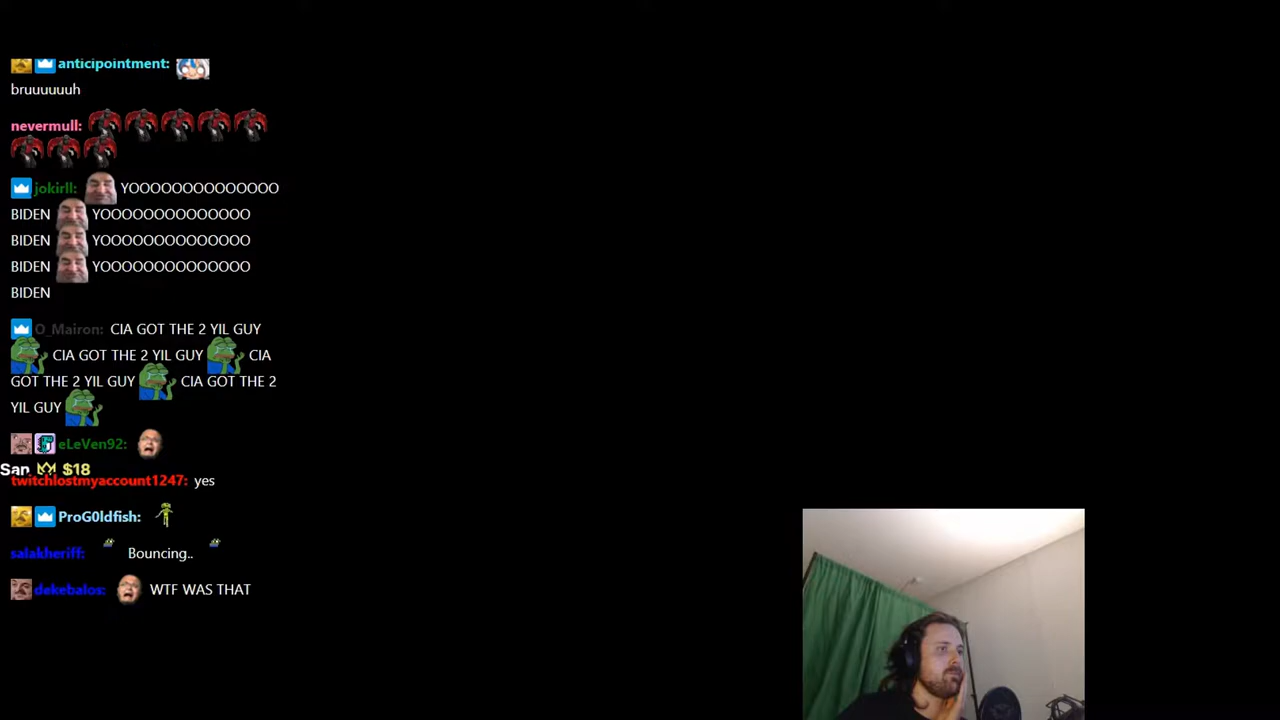 anticipointment:
bruuuuuuh
nevermull:
jokirll: YOOOOOOOOOOOOOO
BIDEN YOOOOOOOOOOOOOO
BIDEN YOOOOOOOOOOOOOO
BIDEN YOOOOOOOOOOOOOO
BIDEN
O_Mairon: CIA GOT THE 2 YIL GUY
CIA GOT THE 2 YIL GUY CIA
GOT THE 2 YIL GUY CIA GOT THE 2
YIL GUY
eLeVen92:
San $18
twitchlostmyaccount1247: yes
ProG0ldfish:
salakheriff: Bouncing..
dekebalos: WTF WAS THAT